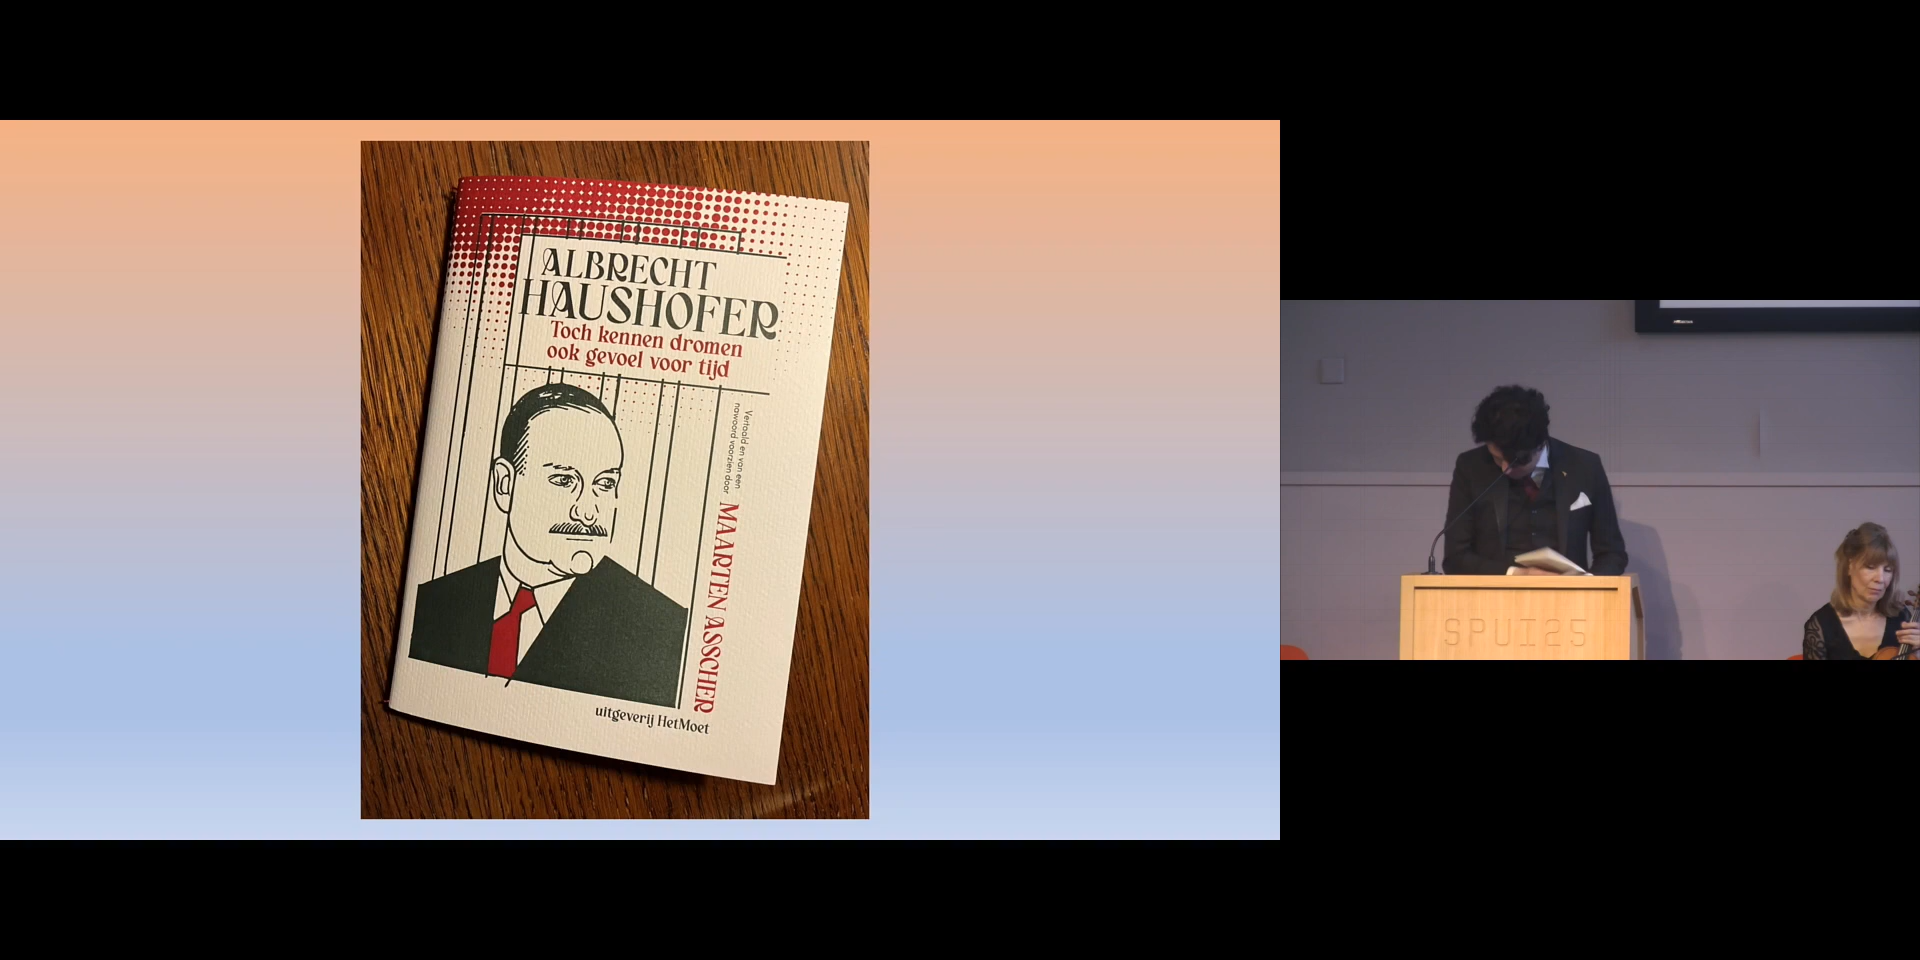 ALBRECHT
HAUSHOFER
Toch kennen dromen
ook gevoel voor tijd
Vertaald en van een
nawoord voorzien door
MAARTEN ASSCHER
uitgeverij HetMoet
SPUI25